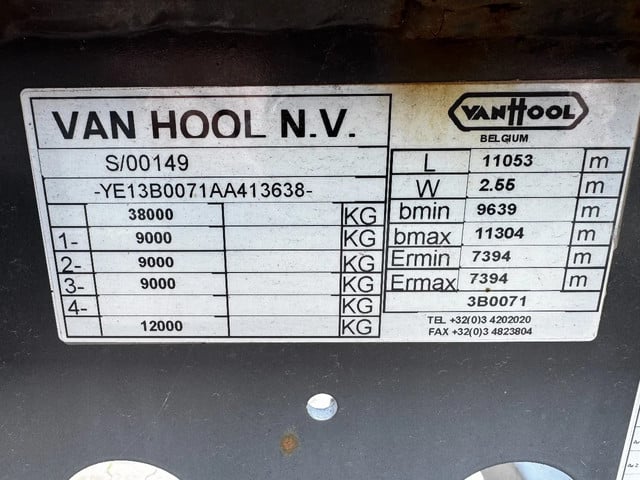 VAN HOOL N.V.
S/00149
-YE13B0071AA413638-
38000 KG
1- 9000 KG
2- 9000 KG
3- 9000 KG
4- KG
12000 KG
VANHOOL
BELGIUM
L 11053 m
W 2.55 m
bmin 9639 m
bmax 11304 m
Ermin 7394 m
Ermax 7394 m
3B0071
TEL +32(0)3 4202020
FAX +32(0)3 4823804